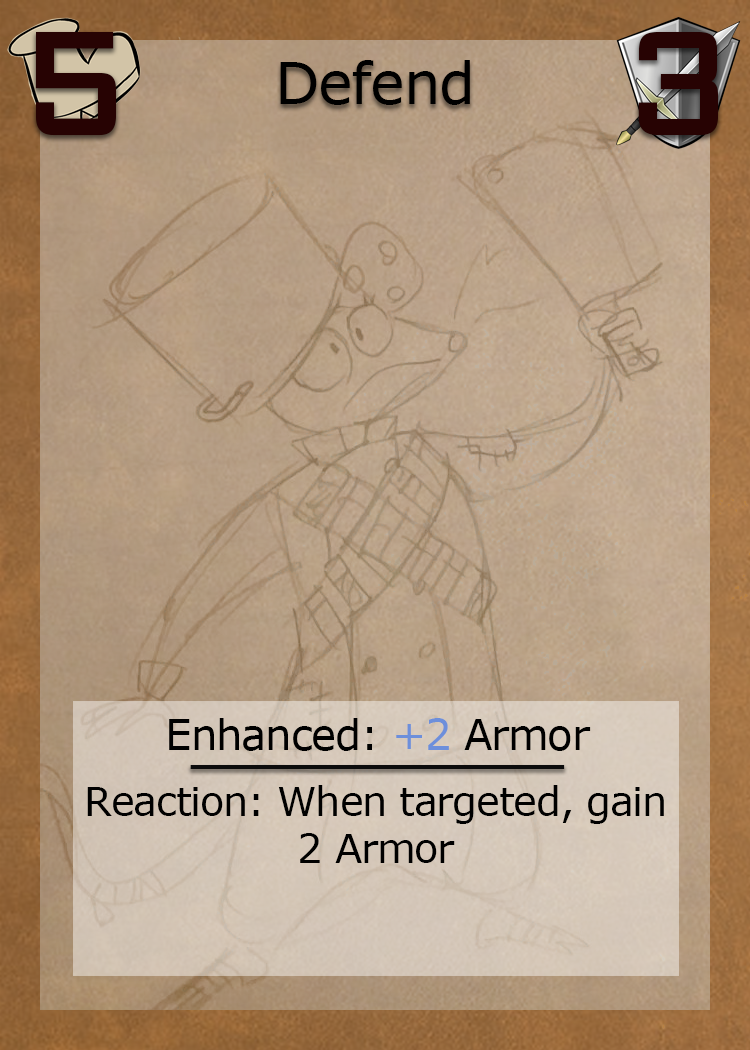 5
Defend
3
Enhanced: +2 Armor
Reaction: When targeted, gain
2 Armor